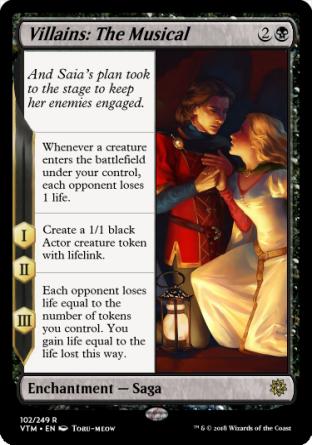 Villains: The Musical 2
And Saia's plan took
to the stage to keep
her enemies engaged.
Whenever a creature
enters the battlefield
under your control,
each opponent loses
1 life.
I
II
Create a 1/1 black
Actor creature token
with lifelink.
III
Each opponent loses
life equal to the
number of tokens
you control. You
gain life equal to the
life lost this way.
Enchantment — Saga
102/249 R
VTM • EN Toru-meow
™ & © 2018 Wizards of the Coast